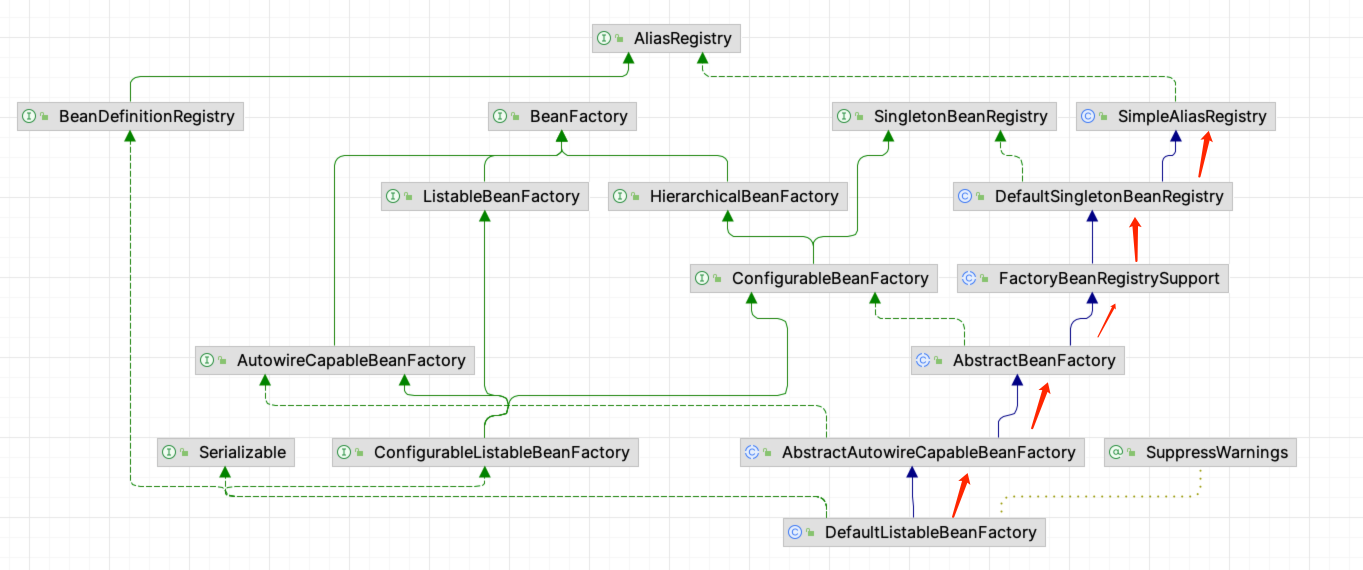 AliasRegistry
BeanDefinitionRegistry
BeanFactory
SingletonBeanRegistry
SimpleAliasRegistry
ListableBeanFactory
HierarchicalBeanFactory
DefaultSingletonBeanRegistry
ConfigurableBeanFactory
FactoryBeanRegistrySupport
AutowireCapableBeanFactory
AbstractBeanFactory
Serializable
ConfigurableListableBeanFactory
AbstractAutowireCapableBeanFactory
SuppressWarnings
DefaultListableBeanFactory